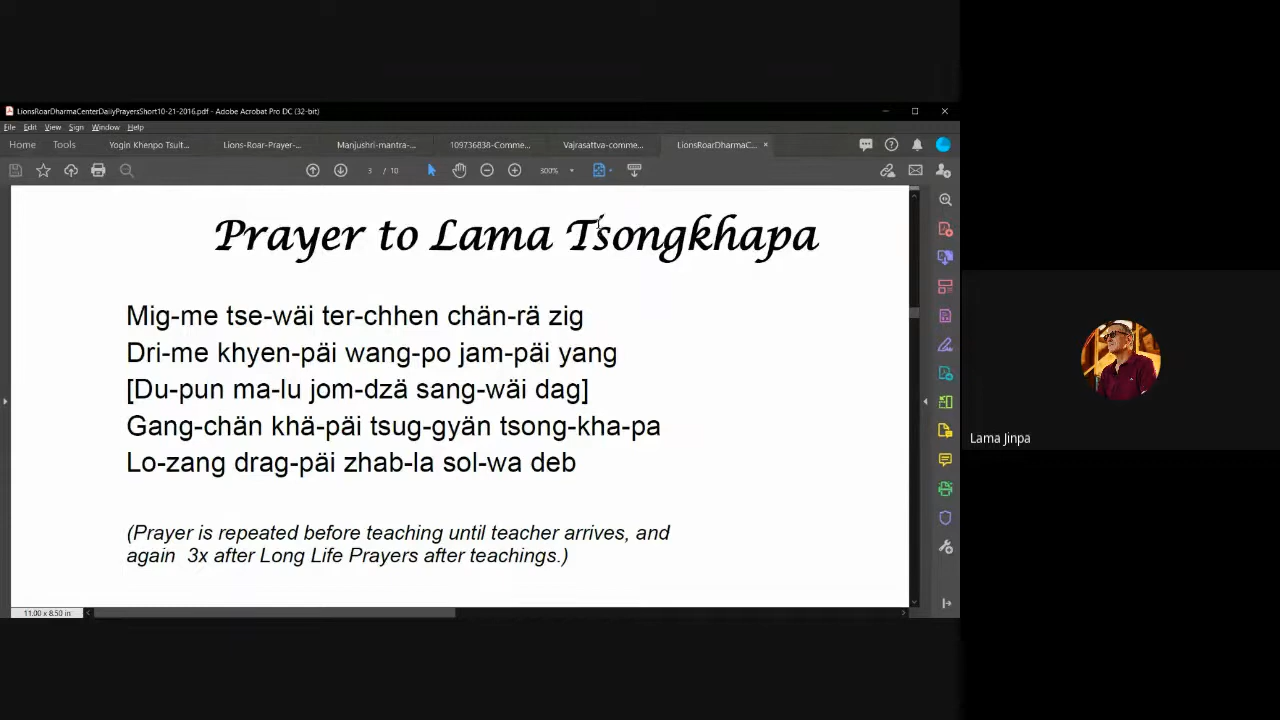 LionsRoarDharmaCenterDailyPrayersShort10-21-2016.pdf - Adobe Acrobat Pro DC (32-bit)
File Edit View Sign Window Help
Home Tools Yogin Khenpo Tsult... Lions-Roar-Prayer-... Manjushri-mantra-... 109736838-Comme... Vajrasattva-comme... LionsRoarDharmaC... ×
3 / 10 300%
Prayer to Lama Tsongkhapa
Mig-me tse-wäi ter-chhen chän-rä zig
Dri-me khyen-päi wang-po jam-päi yang
[Du-pun ma-lu jom-dzä sang-wäi dag]
Gang-chän khä-päi tsug-gyän tsong-kha-pa
Lo-zang drag-päi zhab-la sol-wa deb
(Prayer is repeated before teaching until teacher arrives, and
again 3x after Long Life Prayers after teachings.)
11.00 x 8.50 in
Lama Jinpa